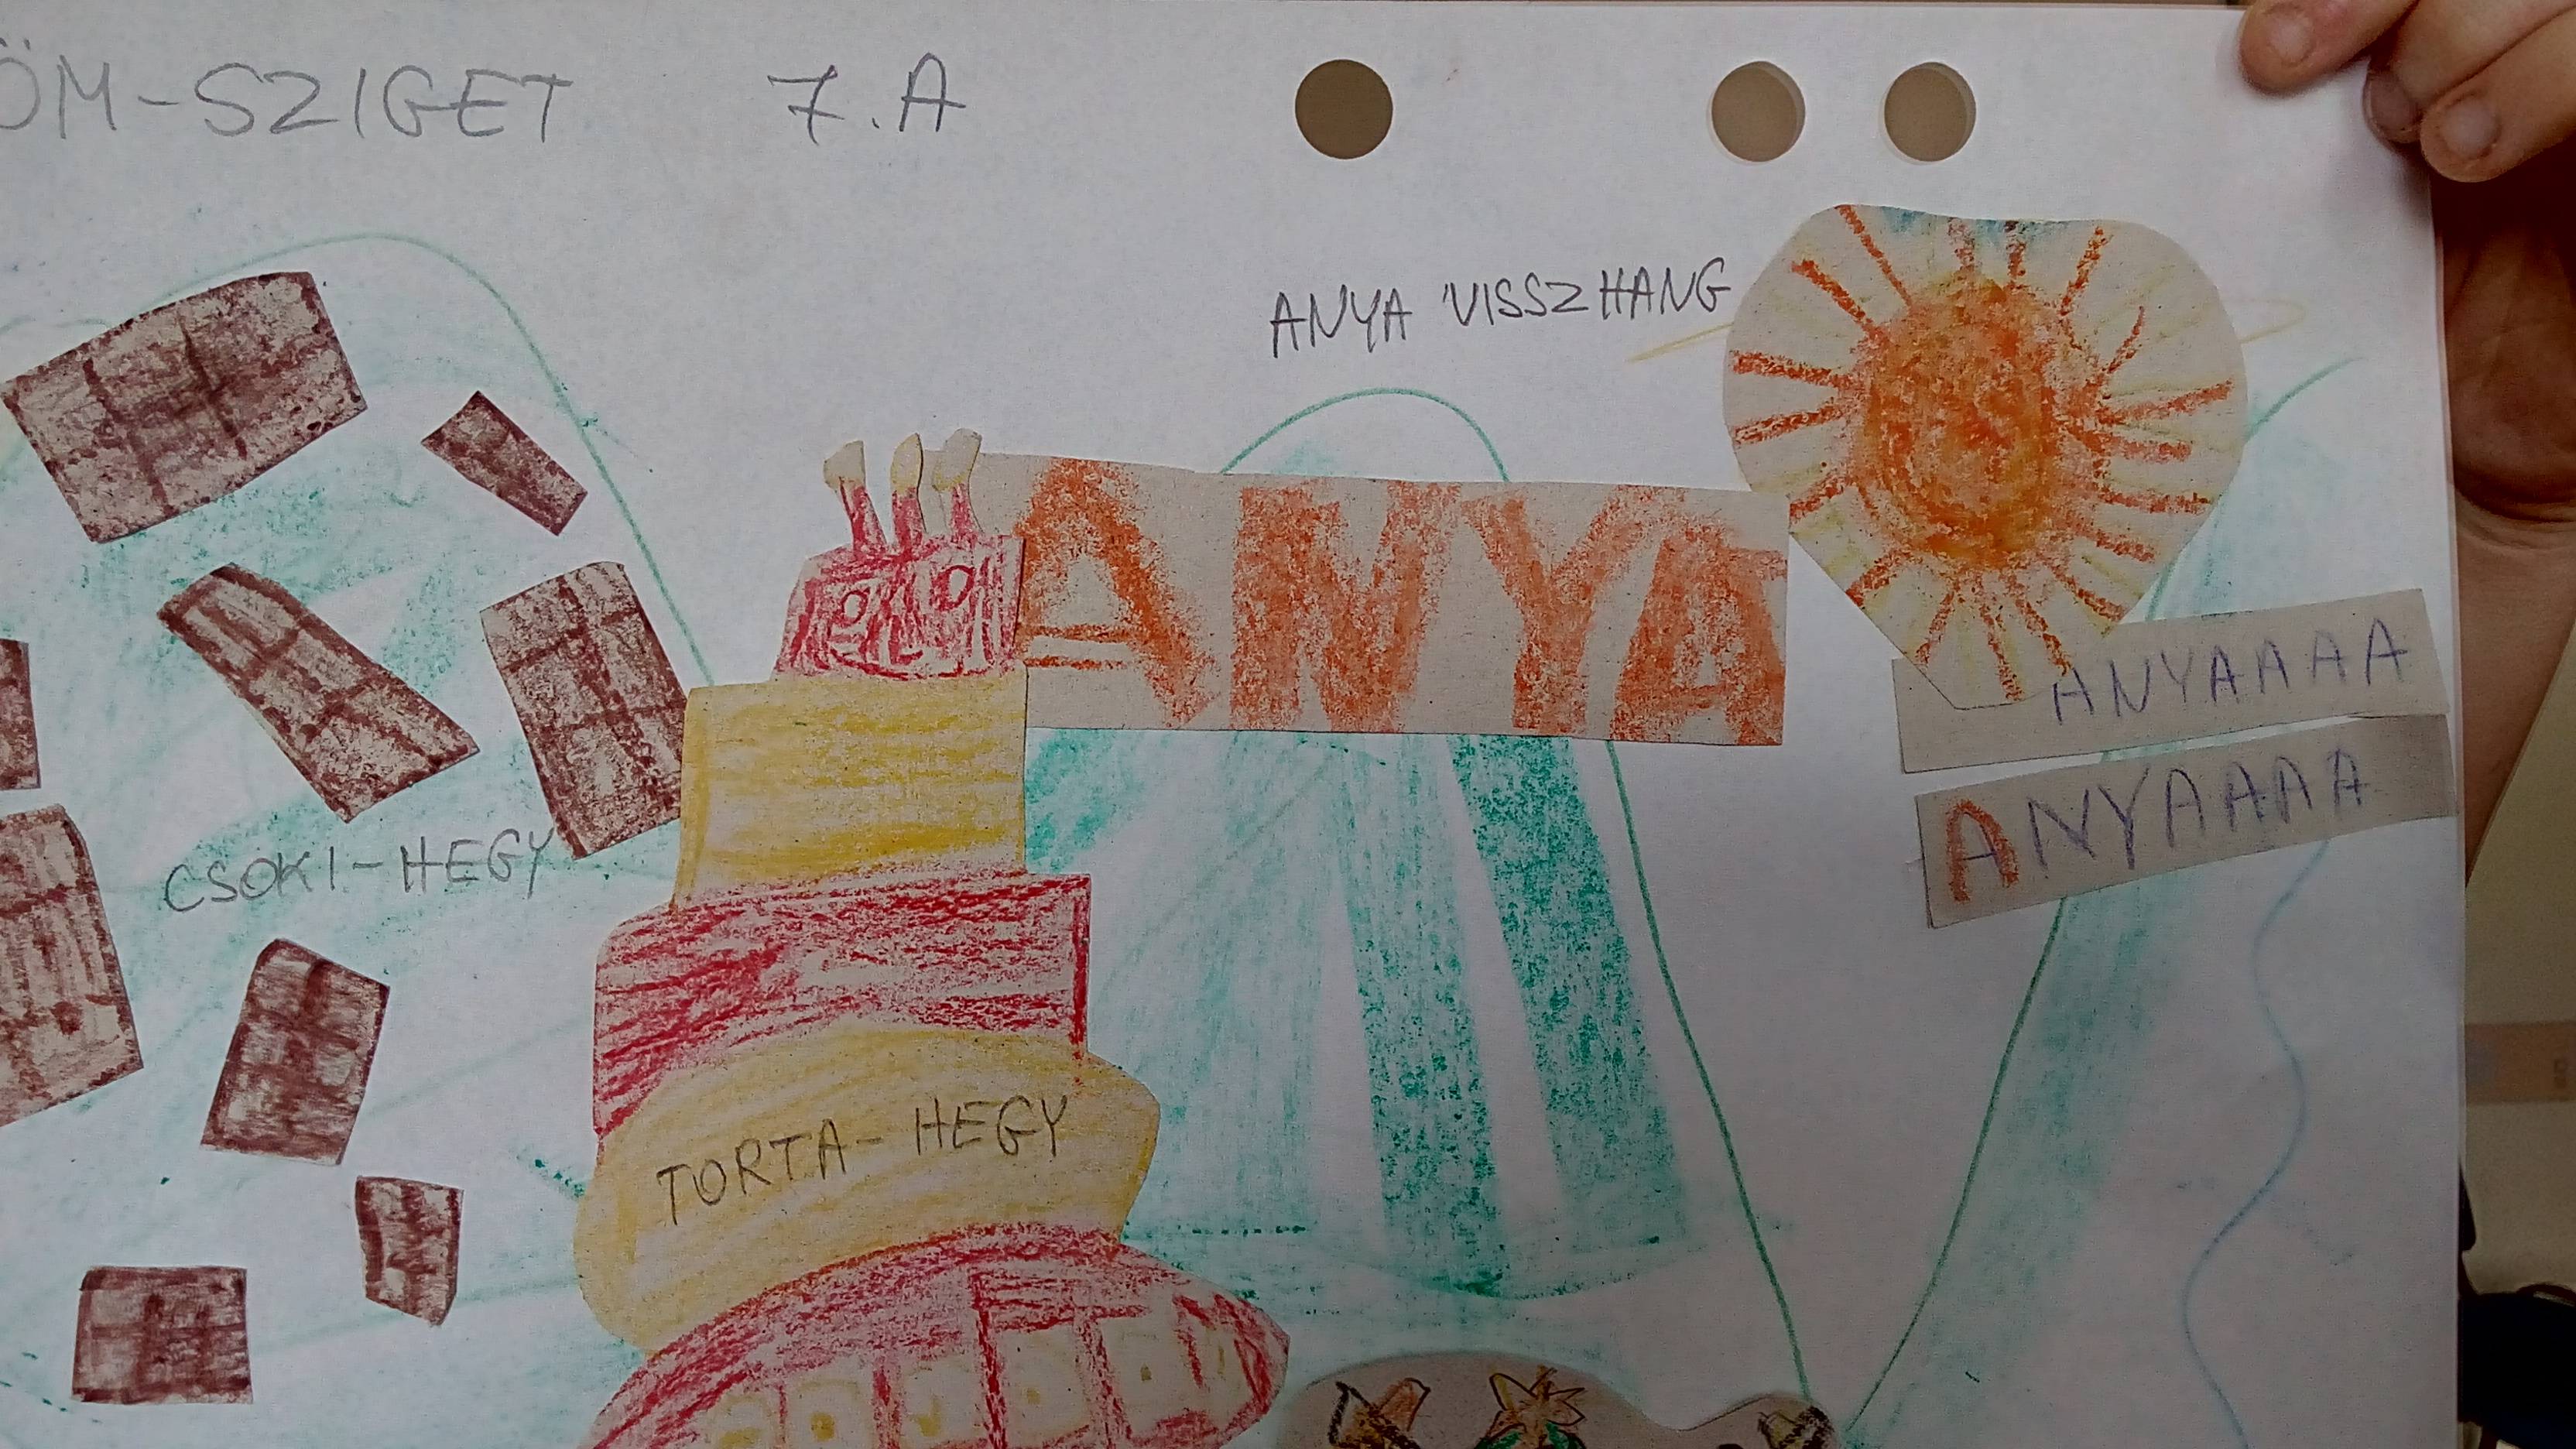 ÖM-SZIGET 7.A
ANYA VISSZHANG
ANYA
ANYAAAA
ANYAAAA
CSOKI-HEGY
TORTA-HEGY